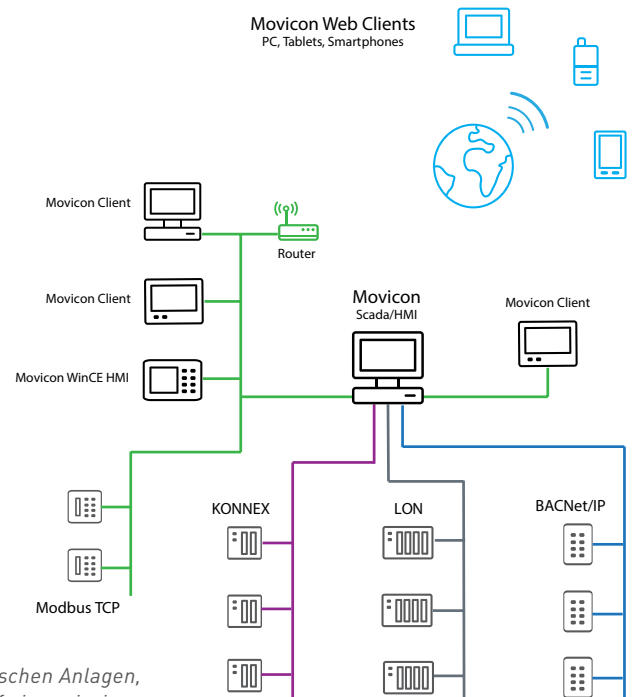 Movicon Web Clients
PC, Tablets, Smartphones
Movicon Client
Router
Movicon Client
Movicon
Scada/HMI
Movicon Client
Movicon WinCE HMI
KONNEX
LON
BACNet/IP
Modbus TCP
schen Anlagen,